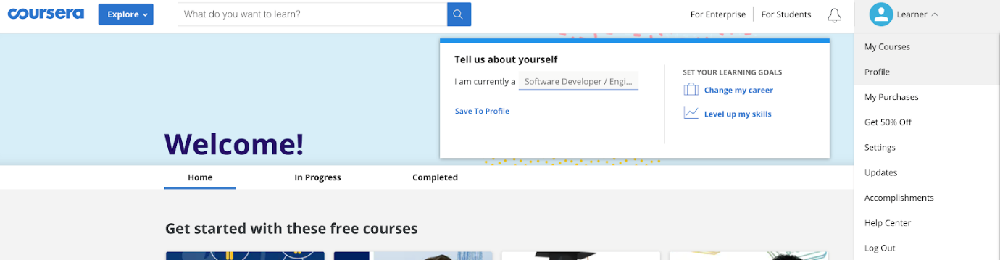 coursera
Explore
What do you want to learn?
For Enterprise
For Students
Learner
Tell us about yourself
I am currently a Software Developer / Engi...
Save To Profile
SET YOUR LEARNING GOALS
Change my career
Level up my skills
Welcome!
Home
In Progress
Completed
Get started with these free courses
My Courses
Profile
My Purchases
Get 50% Off
Settings
Updates
Accomplishments
Help Center
Log Out